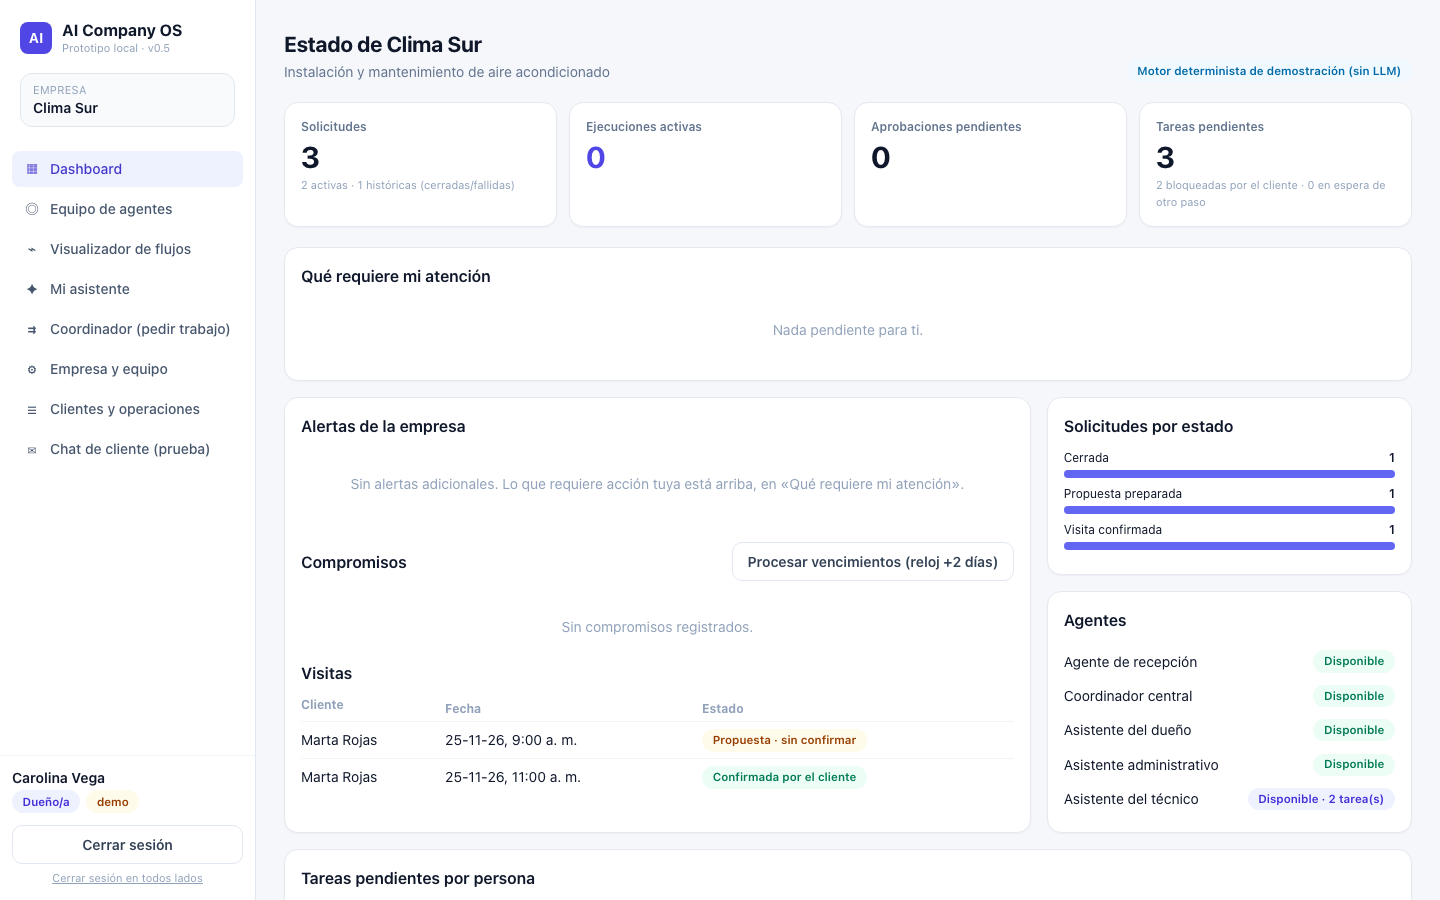 AI
AI Company OS
Prototipo local · v0.5
EMPRESA
Clima Sur
Dashboard
Equipo de agentes
Visualizador de flujos
Mi asistente
Coordinador (pedir trabajo)
Empresa y equipo
Clientes y operaciones
Chat de cliente (prueba)
Carolina Vega
Dueño/a
demo
Cerrar sesión
Cerrar sesión en todos lados
Estado de Clima Sur
Instalación y mantenimiento de aire acondicionado
Motor determinista de demostración (sin LLM)
Solicitudes
3
2 activas · 1 históricas (cerradas/fallidas)
Ejecuciones activas
0
Aprobaciones pendientes
0
Tareas pendientes
3
2 bloqueadas por el cliente · 0 en espera de
otro paso
Qué requiere mi atención
Nada pendiente para ti.
Alertas de la empresa
Sin alertas adicionales. Lo que requiere acción tuya está arriba, en «Qué requiere mi atención».
Compromisos
Procesar vencimientos (reloj +2 días)
Sin compromisos registrados.
Visitas
Cliente Fecha Estado
Marta Rojas 25-11-26, 9:00 a. m. Propuesta · sin confirmar
Marta Rojas 25-11-26, 11:00 a. m. Confirmada por el cliente
Solicitudes por estado
Cerrada 1
Propuesta preparada 1
Visita confirmada 1
Agentes
Agente de recepción Disponible
Coordinador central Disponible
Asistente del dueño Disponible
Asistente administrativo Disponible
Asistente del técnico Disponible · 2 tarea(s)
Tareas pendientes por persona